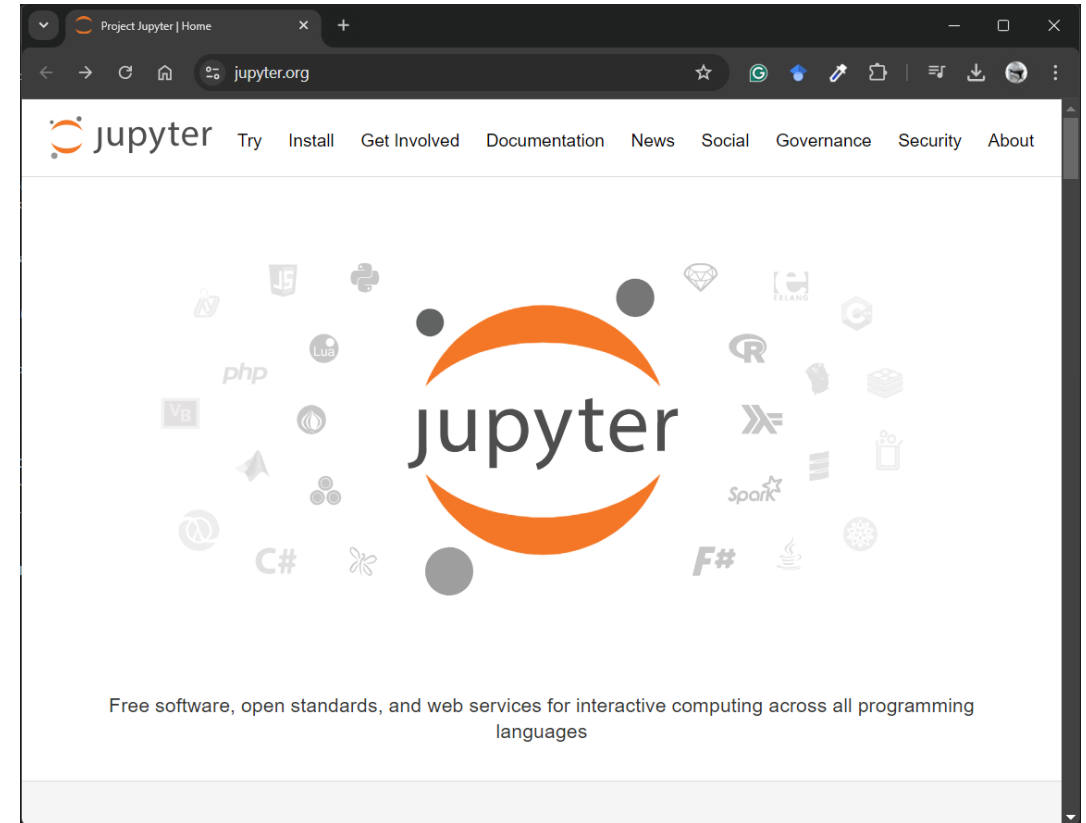 Project Jupyter | Home
jupyter.org
jupyter Try Install Get Involved Documentation News Social Governance Security About
JS
ERLANG
Lua
R
php
VB
jupyter
Spark
C# F#
Free software, open standards, and web services for interactive computing across all programming
languages